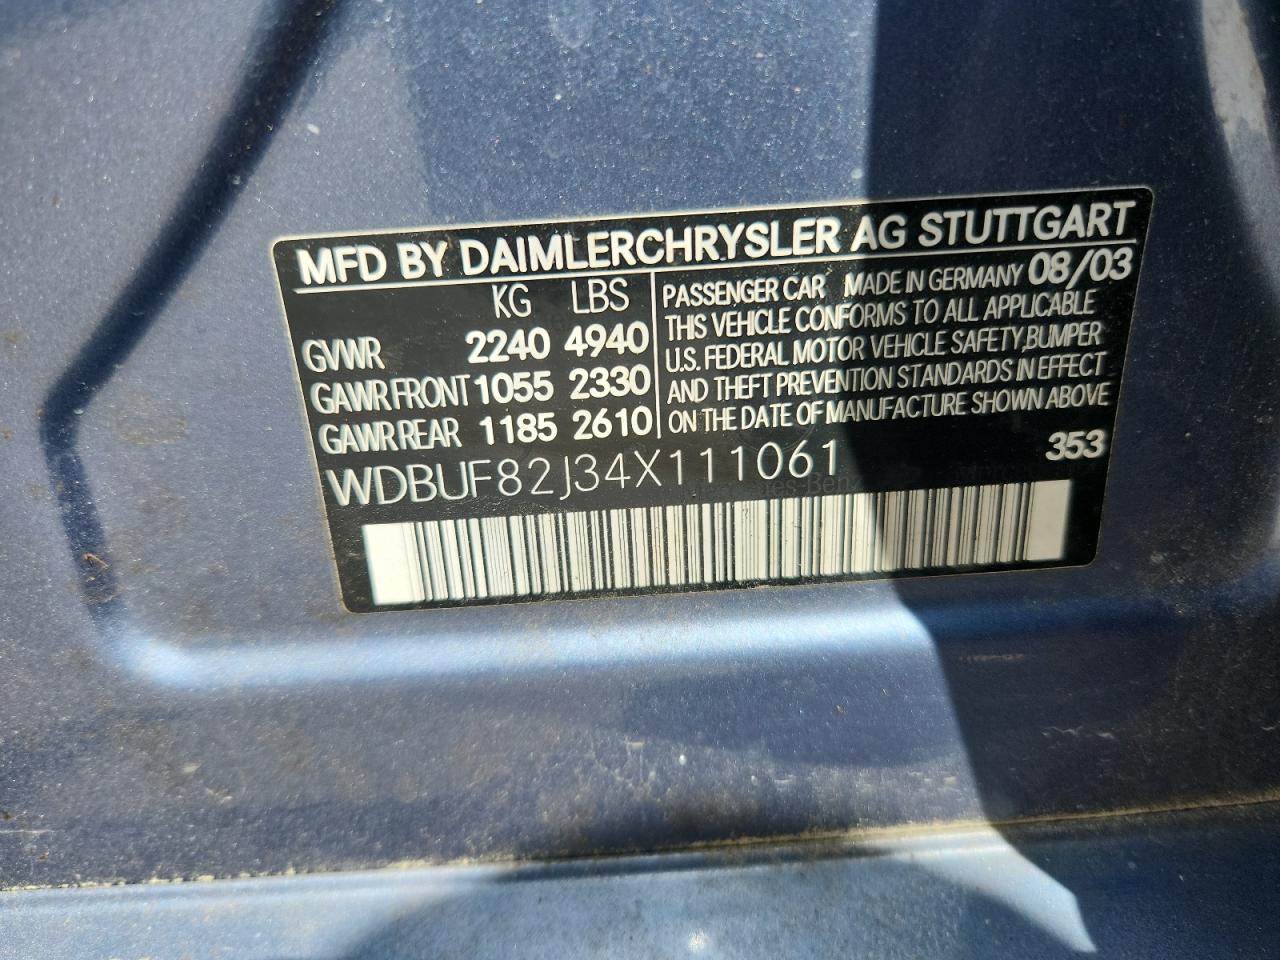 MFD BY DAIMLERCHRYSLER AG STUTTGART
KG LBS
GVWR 2240 4940
GAWR FRONT 1055 2330
GAWR REAR 1185 2610
PASSENGER CAR MADE IN GERMANY 08/03
THIS VEHICLE CONFORMS TO ALL APPLICABLE
U.S. FEDERAL MOTOR VEHICLE SAFETY,BUMPER
AND THEFT PREVENTION STANDARDS IN EFFECT
ON THE DATE OF MANUFACTURE SHOWN ABOVE
WDBUF82J34X111061
353